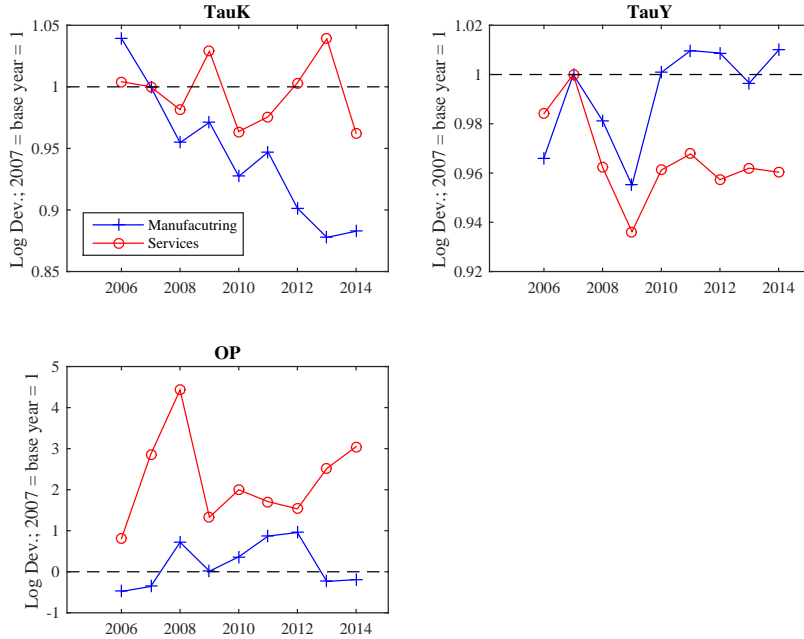 TauK
Log Dev.; 2007 = base year = 1
1.05
1
0.95
0.9
0.85
2006 2008 2010 2012 2014
Manufacutring
Services
TauY
Log Dev.; 2007 = base year = 1
1.02
1
0.98
0.96
0.94
0.92
2006 2008 2010 2012 2014
OP
Log Dev.; 2007 = base year = 1
5
4
3
2
1
0
-1
2006 2008 2010 2012 2014